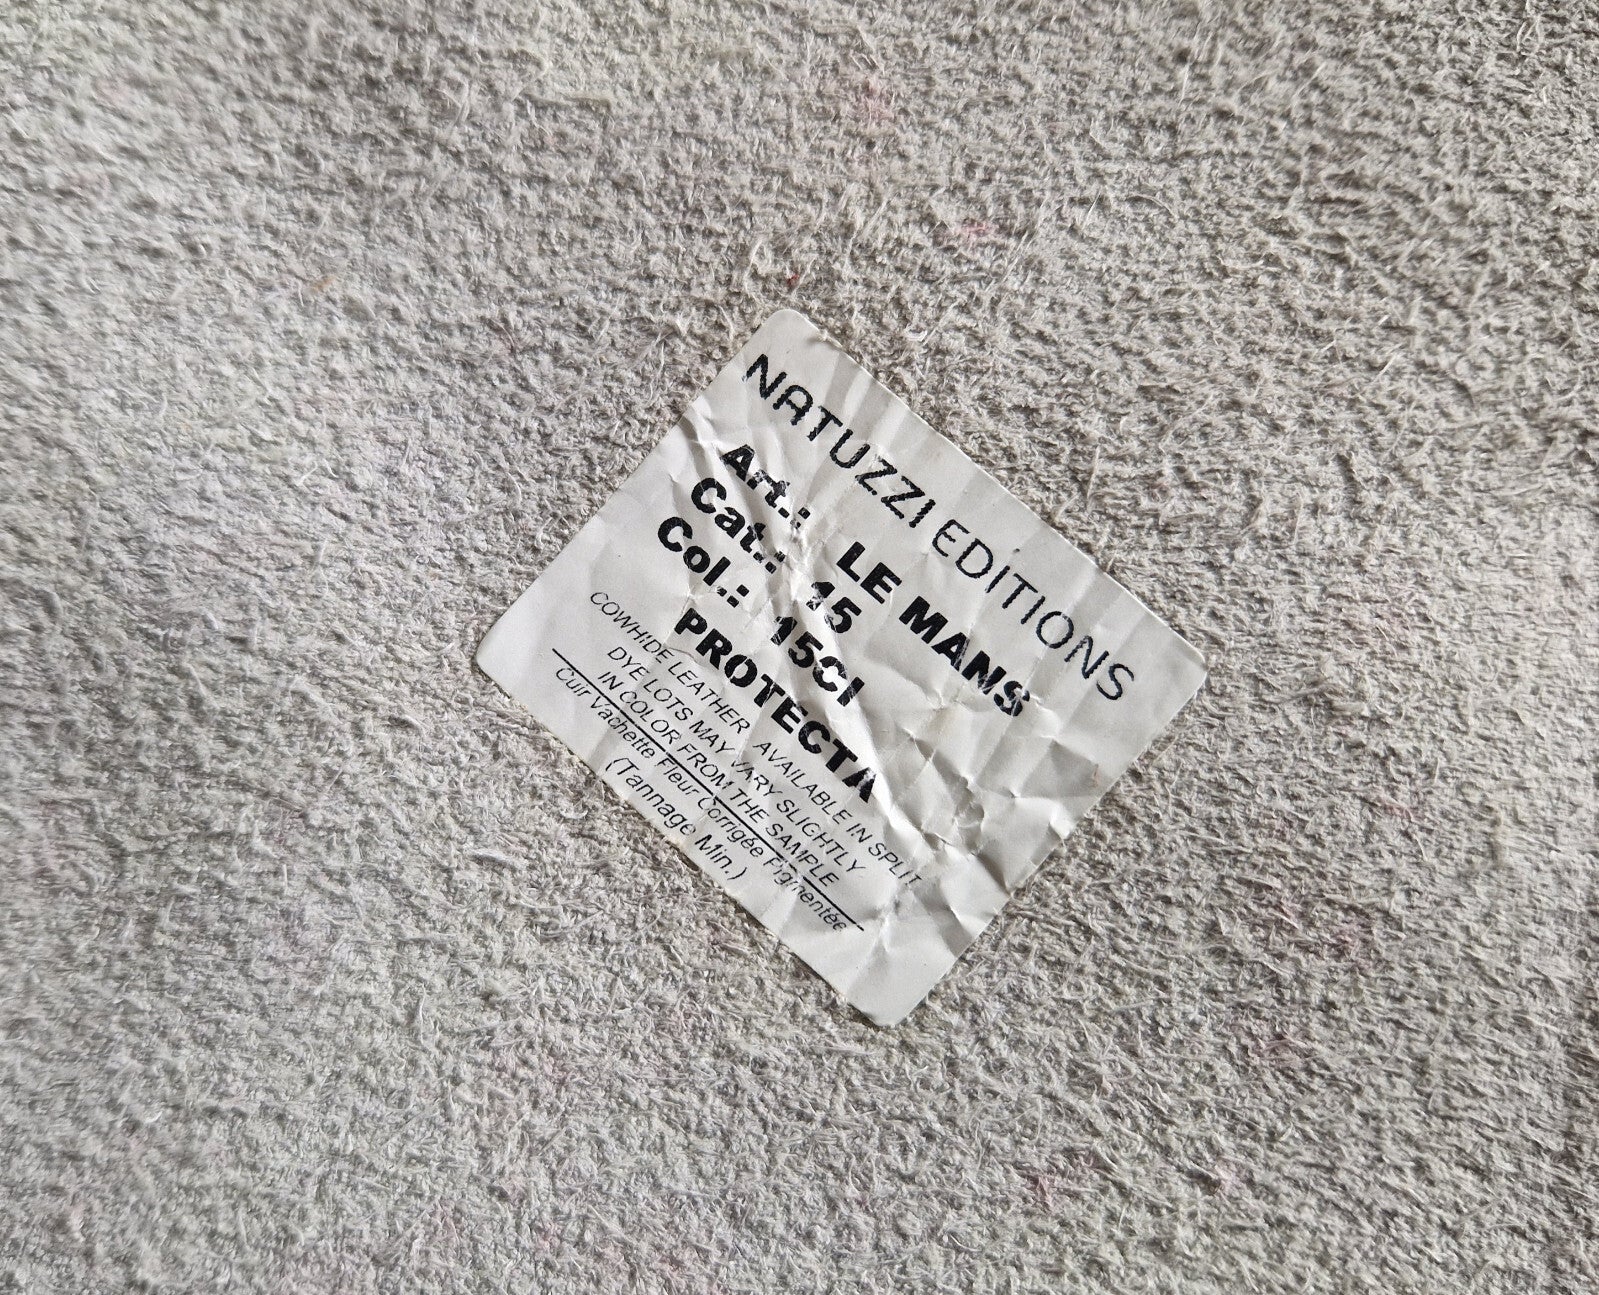 NATUZZI EDITIONS
Art.: LE MANS
Cat.: 15
Col.: 15CI
PROTECTA
COWHIDE LEATHER AVAILABLE IN SPLIT
DYE LOTS MAY VARY SLIGHTLY
IN COLOR FROM THE SAMPLE
Cuir Vachette Fleur Corrigée Pigmentée
(Tannage Min.)